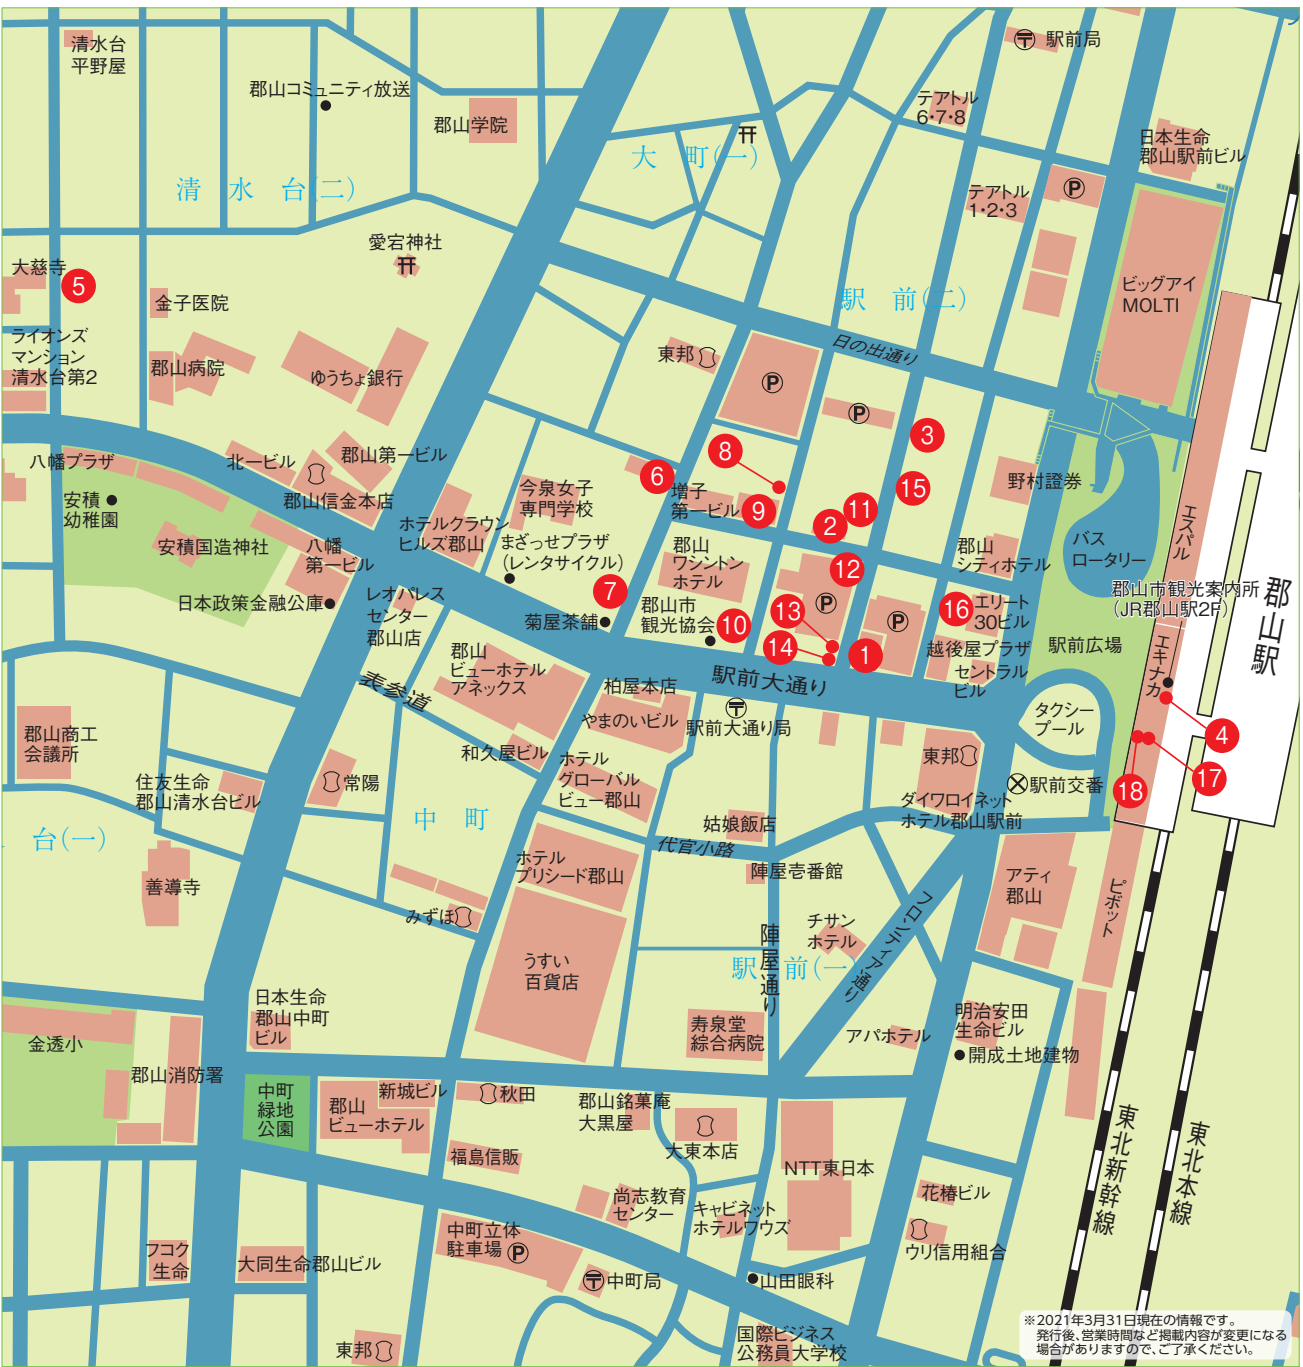 清水台
平野屋
郡山コミュニティ放送
郡山学院
駅前局
テアトル
6・7・8
日本生命
郡山駅前ビル
大 町(一)
清 水 台(二)
テアトル
1・2・3
P
愛宕神社
大慈寺
5
金子医院
ビッグアイ
MOLTI
駅 前(二)
日の出通り
ライオンズ
マンション
清水台第2
郡山病院
ゆうちょ銀行
東邦
P
P
3
8
八幡プラザ
北一ビル
郡山第一ビル
郡山信金本店
6
増子
第一ビル
9
15
野村證券
安積
幼稚園
今泉女子
専門学校
2
11
エスパル
ホテルクラウン
ヒルズ郡山
まざっせプラザ
(レンタサイクル)
安積国造神社
八幡
第一ビル
郡山
ワシントン
ホテル
12
郡山
シティホテル
バス
ロータリー
日本政策金融公庫
レオパレス
センター
郡山店
7
菊屋茶舗
郡山市
観光協会
10
13
14
P
P
1
16
エリート
30ビル
郡山市観光案内所
(JR郡山駅2F)
郡山駅
越後屋プラザ
セントラル
ビル
駅前広場
エキナカ
郡山
ビューホテル
アネックス
表参道
柏屋本店
やまのいビル
駅前大通り
駅前大通り局
タクシー
プール
4
17
18
郡山商工
会議所
和久屋ビル
ホテル
グローバル
ビュー郡山
東邦
駅前交番
ダイワロイネット
ホテル郡山駅前
住友生命
郡山清水台ビル
常陽
中 町
姑娘飯店
代官小路
台(一)
善導寺
ホテル
プリシード郡山
陣屋壱番館
アティ
郡山
ピボット
みずほ
チサン
ホテル
フロンティア通り
陣屋通り
駅 前(一)
うすい
百貨店
日本生命
郡山中町
ビル
寿泉堂
綜合病院
アパホテル
明治安田
生命ビル
開成土地建物
金透小
郡山消防署
中町
緑地
公園
郡山
ビューホテル
新城ビル
秋田
郡山銘菓庵
大黒屋
大東本店
福島信販
NTT東日本
東北新幹線
東北本線
尚志教育
センター
キャビネット
ホテルワウズ
花椿ビル
ウリ信用組合
中町立体
駐車場
P
フコク
生命
大同生命郡山ビル
中町局
山田眼科
東邦
国際ビジネス
公務員大学校
※2021年3月31日現在の情報です。
発行後、営業時間など掲載内容が変更になる
場合がありますので、ご了承ください。